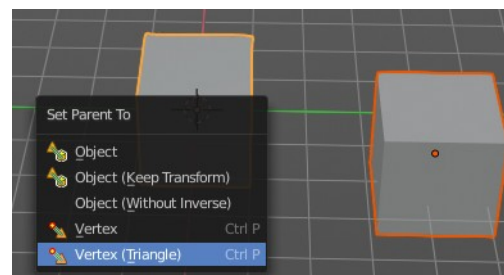 Set Parent To
Object
Object (Keep Transform)
Object (Without Inverse)
Vertex Ctrl P
Vertex (Triangle) Ctrl P